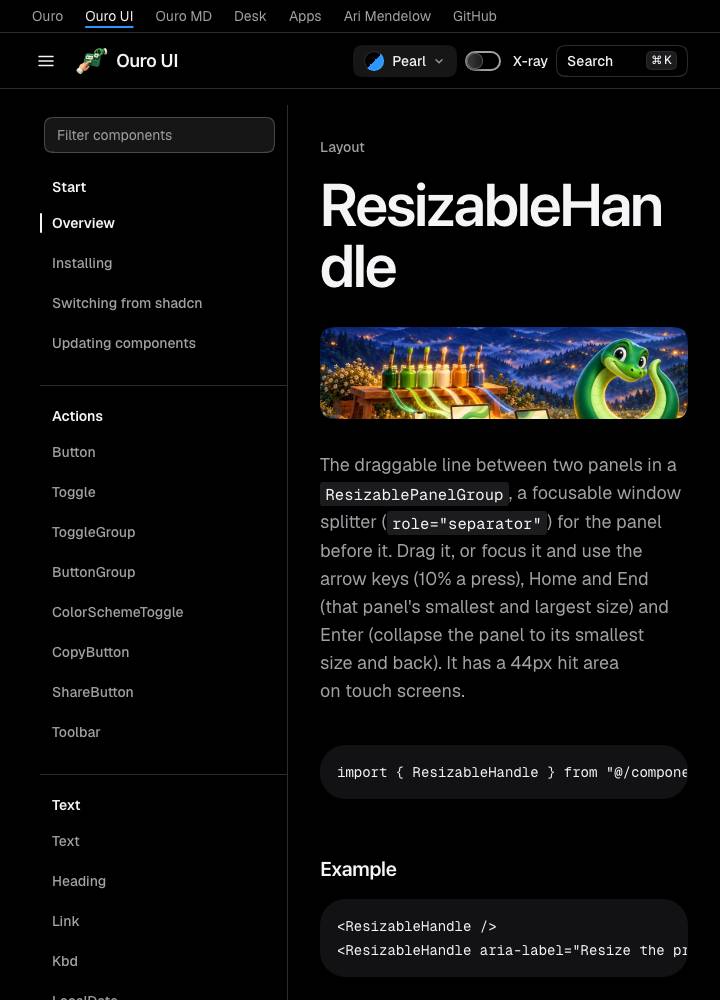 Ouro
Ouro UI
Ouro MD
Desk
Apps
Ari Mendelow
GitHub
Ouro UI
Pearl
X-ray
Search
⌘ K
Filter components
Start
Overview
Installing
Switching from shadcn
Updating components
Actions
Button
Toggle
ToggleGroup
ButtonGroup
ColorSchemeToggle
CopyButton
ShareButton
Toolbar
Text
Text
Heading
Link
Kbd
LocalDate
Layout
ResizableHan
dle
The draggable line between two panels in a
ResizablePanelGroup, a focusable window
splitter (role="separator") for the panel
before it. Drag it, or focus it and use the
arrow keys (10% a press), Home and End
(that panel's smallest and largest size) and
Enter (collapse the panel to its smallest
size and back). It has a 44px hit area
on touch screens.
import { ResizableHandle } from "@/compone
Example
<ResizableHandle />
<ResizableHandle aria-label="Resize the pr